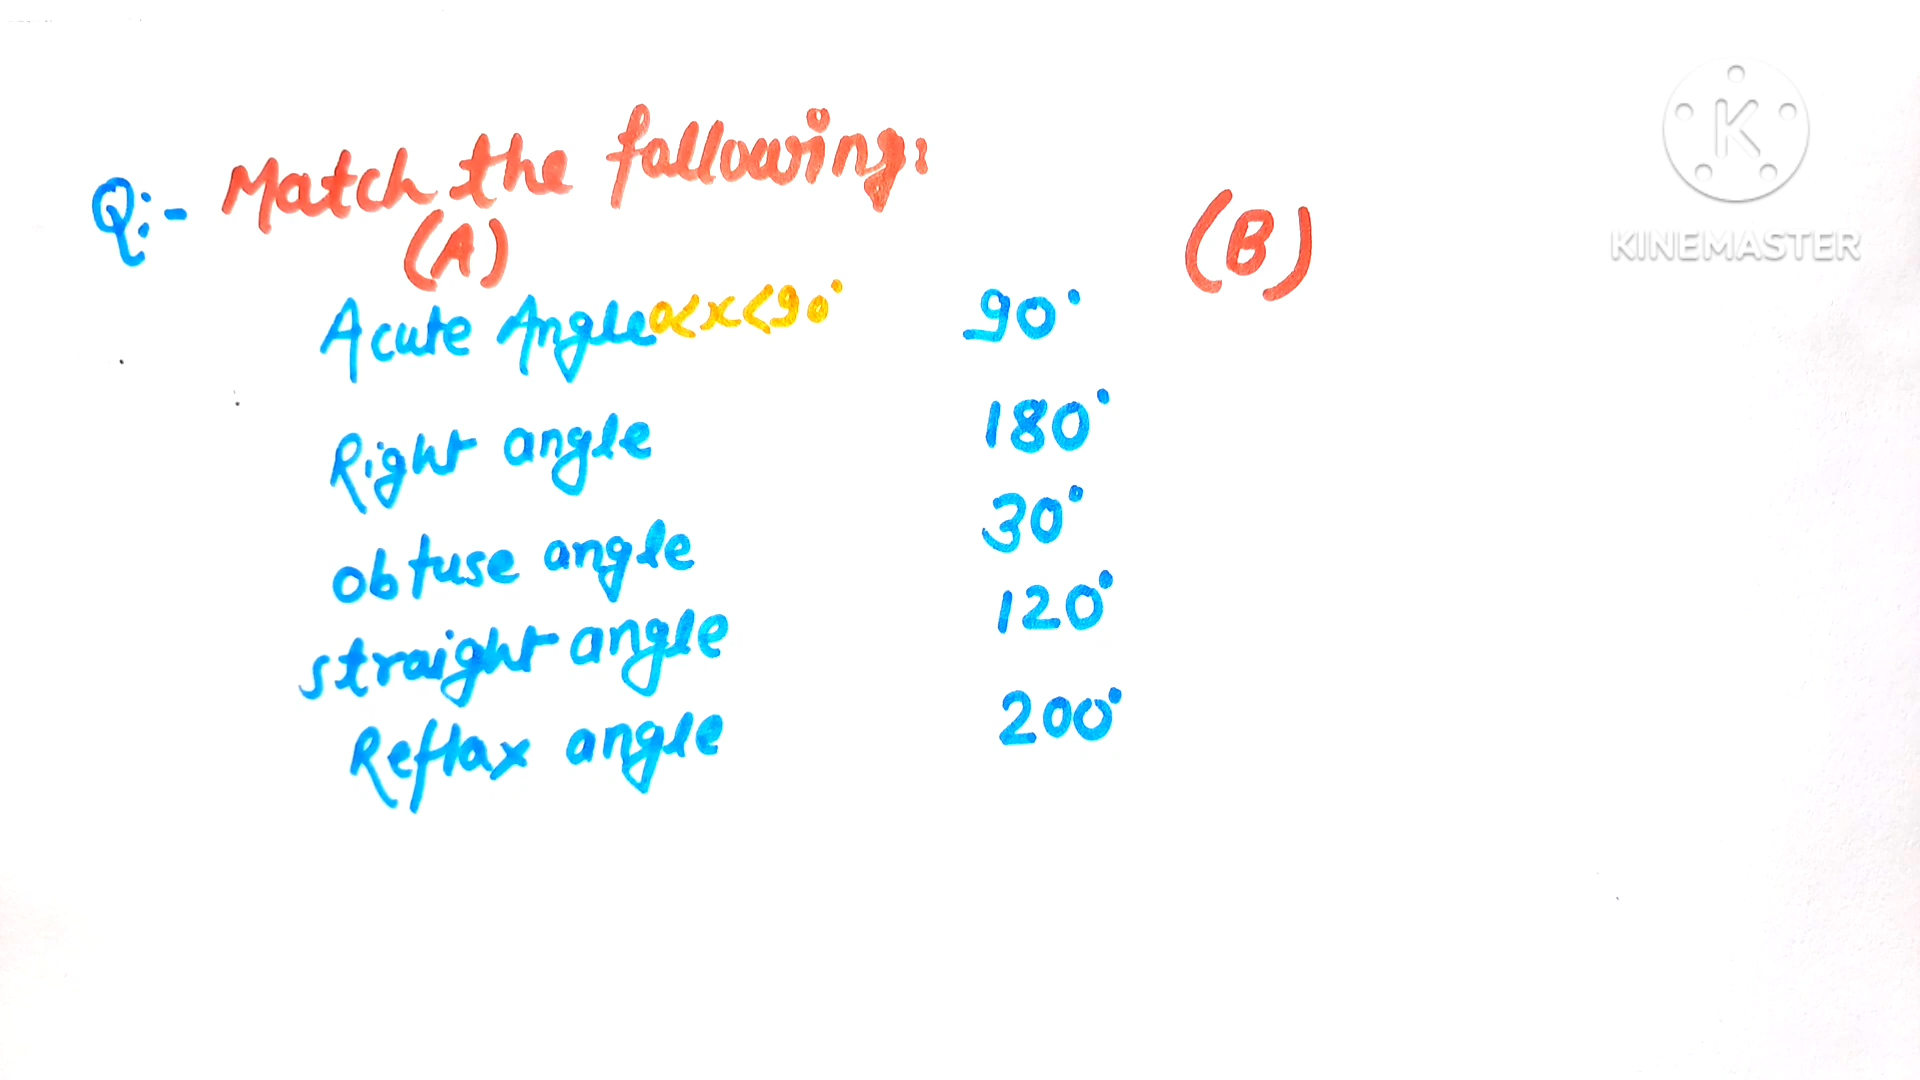 Q:- Match the following:
(A) (B)
Acute Angle 0<x<90° 90°
Right angle 180°
obtuse angle 30°
straight angle 120°
Reflax angle 200°
K
KINEMASTER